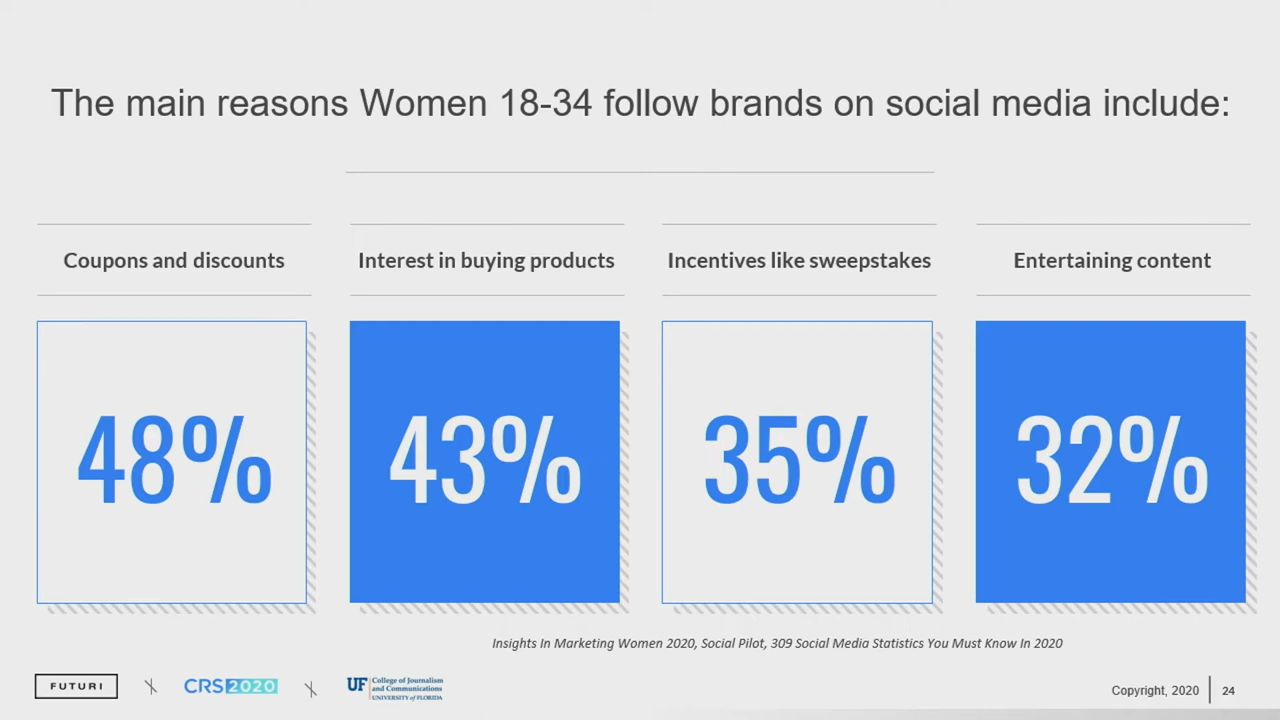 The main reasons Women 18-34 follow brands on social media include:
Coupons and discounts
Interest in buying products
Incentives like sweepstakes
Entertaining content
48%
43%
35%
32%
Insights In Marketing Women 2020, Social Pilot, 309 Social Media Statistics You Must Know In 2020
FUTURI
CRS2020
UF College of Journalism
and Communications
UNIVERSITY of FLORIDA
Copyright, 2020
24